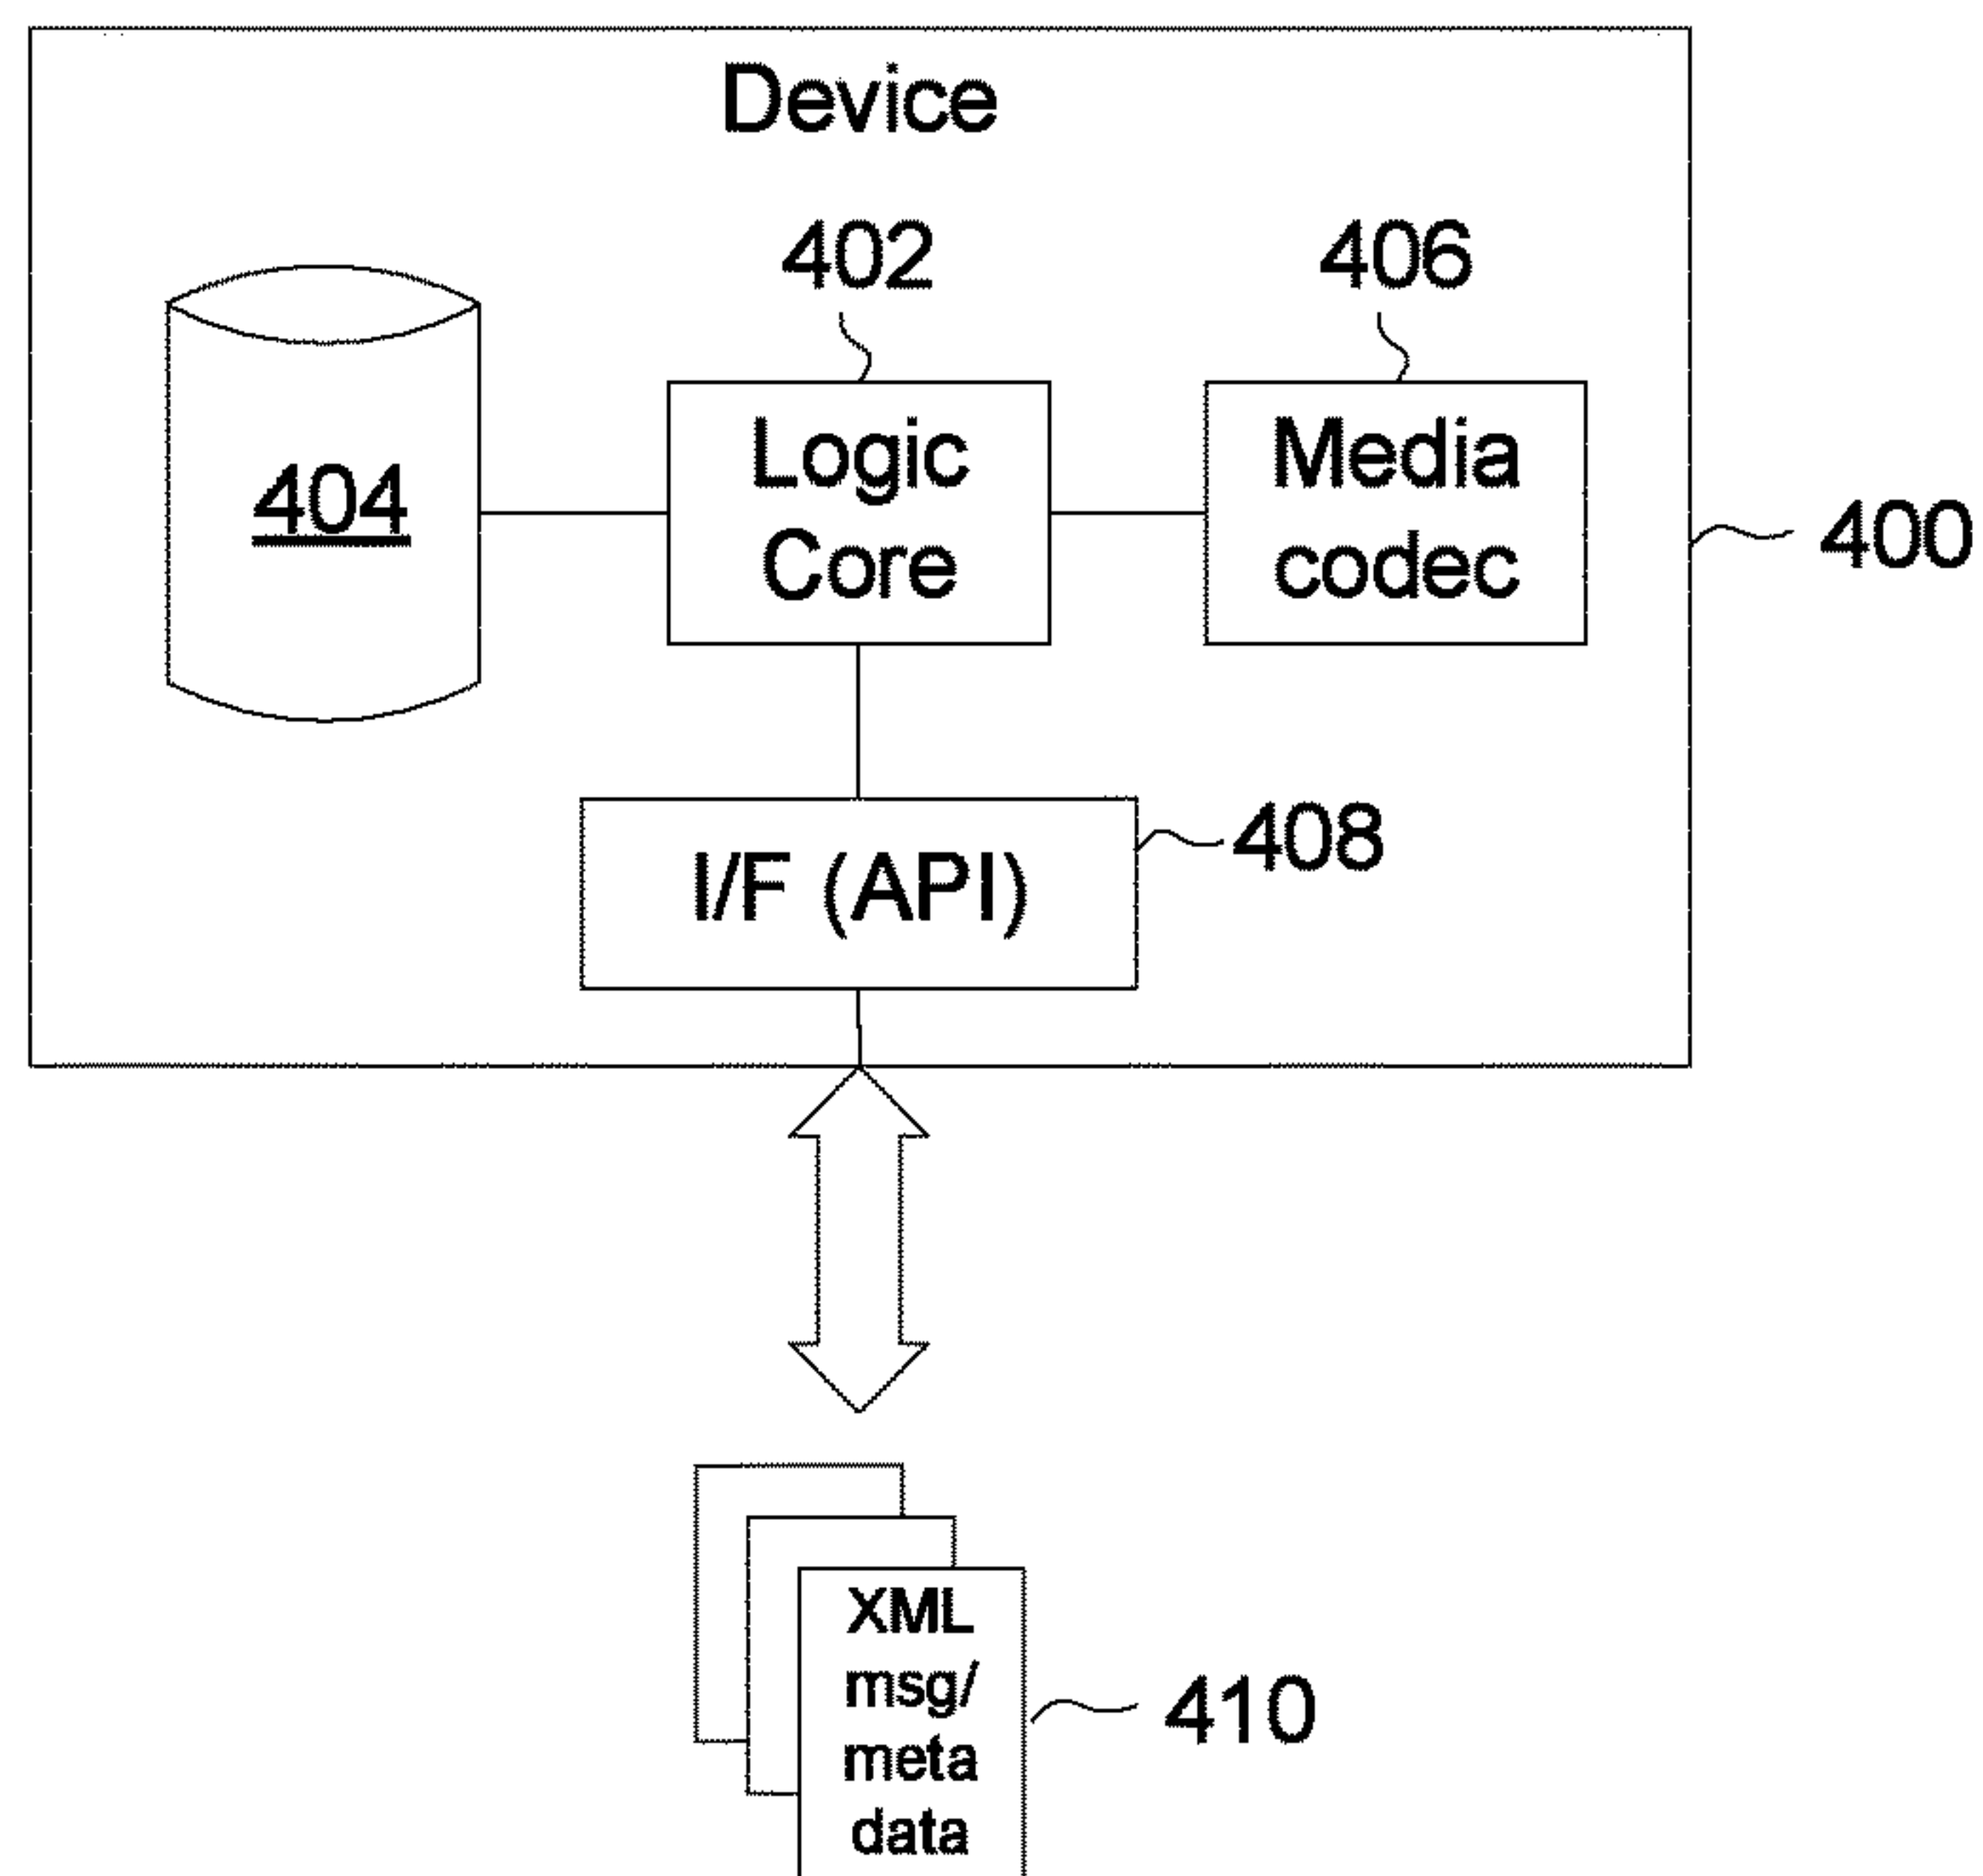 Device
402
406
404
Logic
Core
Media
codec
400
I/F (API)
408
XML
msg/
meta
data
410